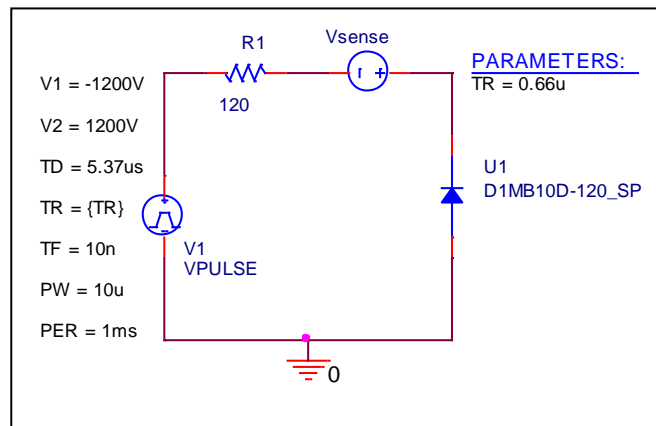 R1
120
Vsense
- +
PARAMETERS:
TR = 0.66u
V1 = -1200V
V2 = 1200V
TD = 5.37us
TR = {TR}
TF = 10n
PW = 10u
PER = 1ms
+
-
V1
VPULSE
U1
D1MB10D-120_SP
0